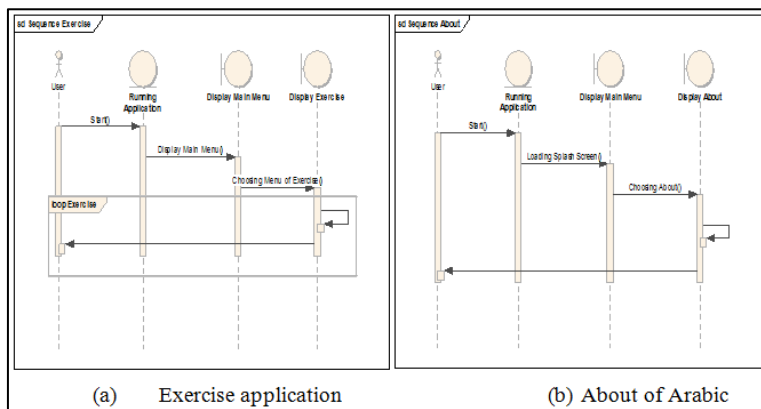 sd Sequence Exercise
User
Running
Application
Display Main Menu
Display Exercise
Start()
Display Main Menu()
Choosing Menu of Exercise()
loop Exercise
(a) Exercise application
sd Sequence About
User
Running
Application
Display Main Menu
Display About
Start()
Loading Splash Screen()
Choosing About()
(b) About of Arabic